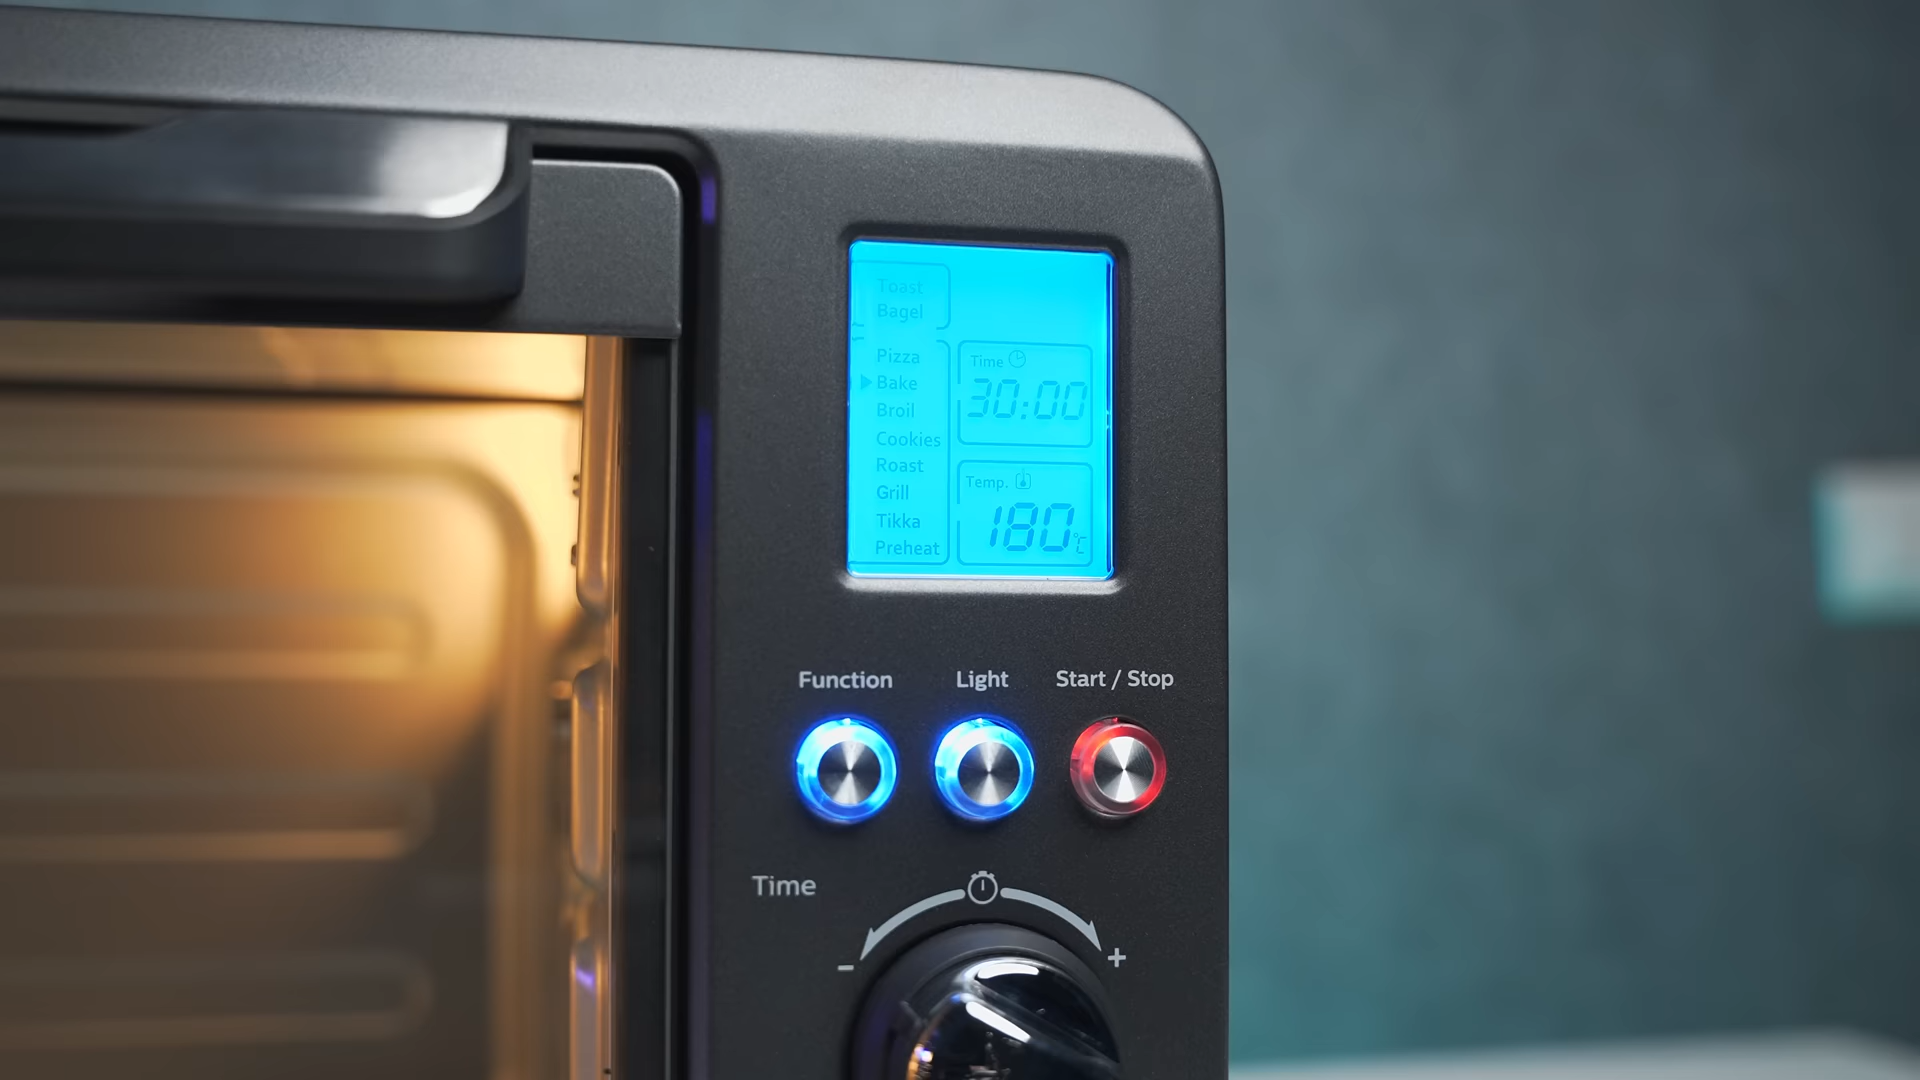 Toast
Bagel
Pizza
Bake
Broil
Cookies
Roast
Grill
Tikka
Preheat
Time
30:00
Temp.
180°C
Function
Light
Start / Stop
Time
- +